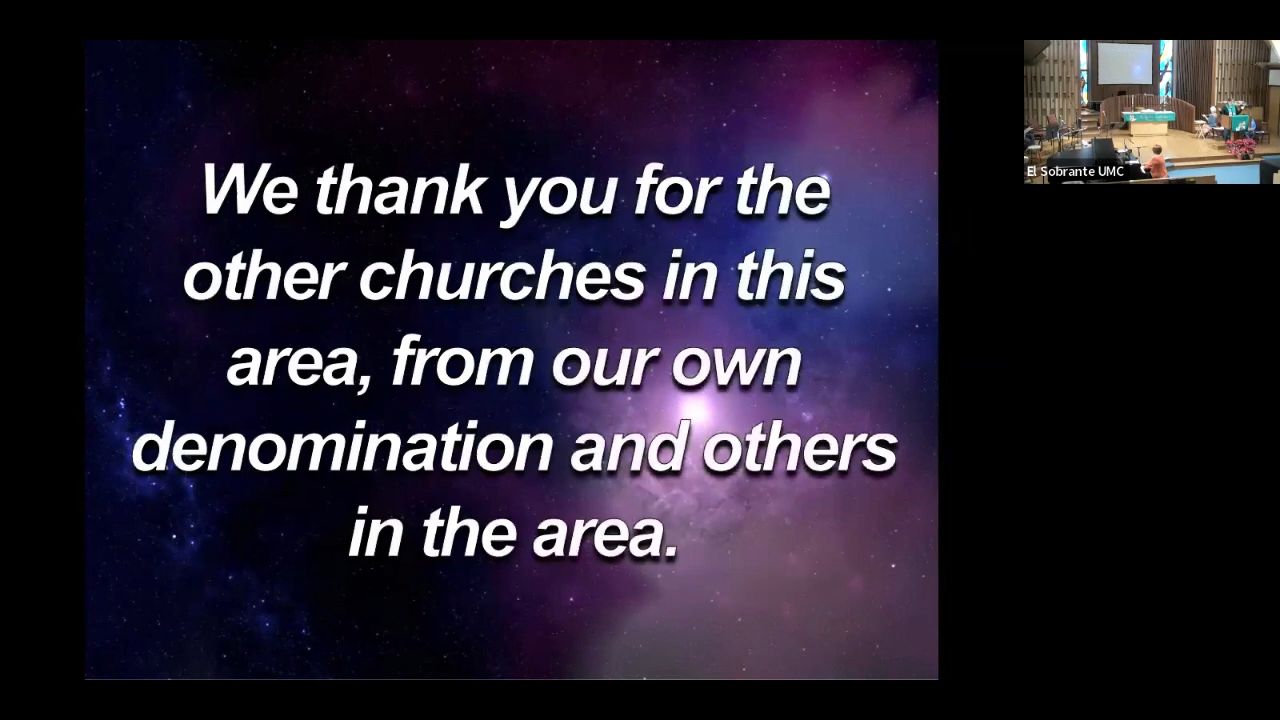 We thank you for the
other churches in this
area, from our own
denomination and others
in the area.
El Sobrante UMC